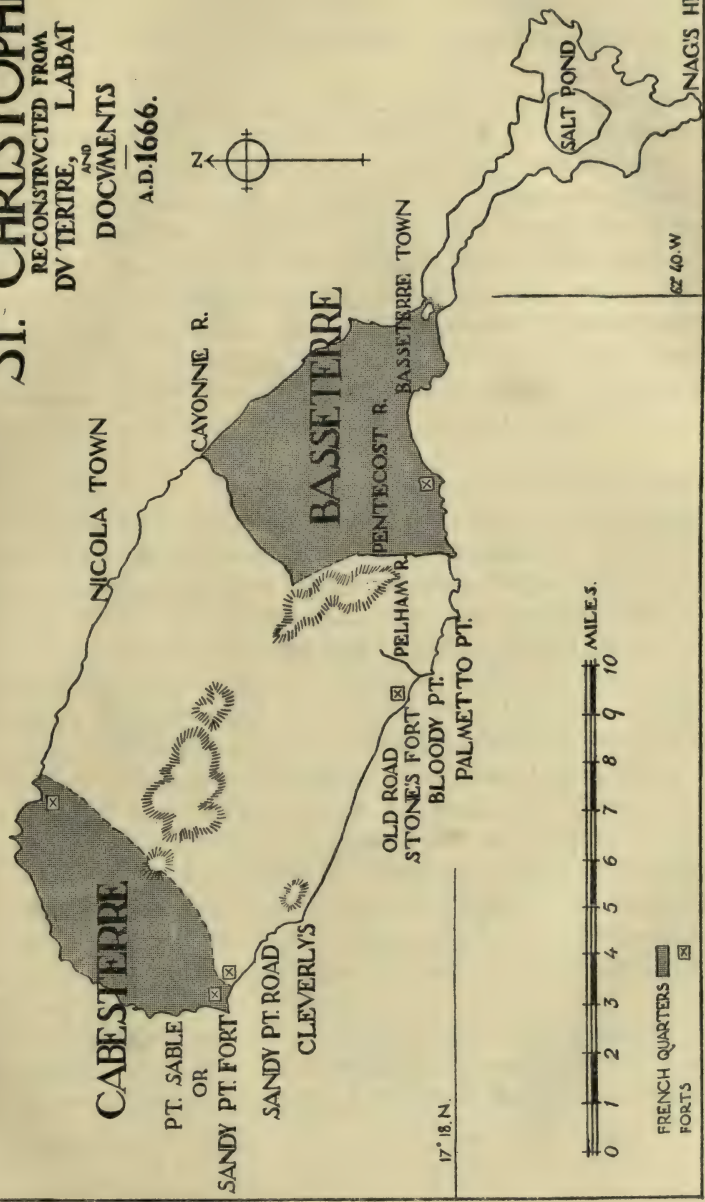 ST. CHRISTOPH
RECONSTRVCTED FROM
DV TERTRE, LABAT
AND
DOCVMENTS
A.D.1666.
N
NICOLA TOWN
CAYONNE R.
CABESTERRE
BASSETERRE
PT. SABLE
OR
SANDY PT. FORT
SANDY PT. ROAD
CLEVERLY'S
PENTECOST R.
BASSETERRE TOWN
PELHAM R.
OLD ROAD
STONE'S FORT
BLOODY PT.
PALMETTO PT.
SALT POND
NAG'S H
17° 18. N.
62° 40. W
0 1 2 3 4 5 6 7 8 9 10 MILES.
FRENCH QUARTERS
FORTS